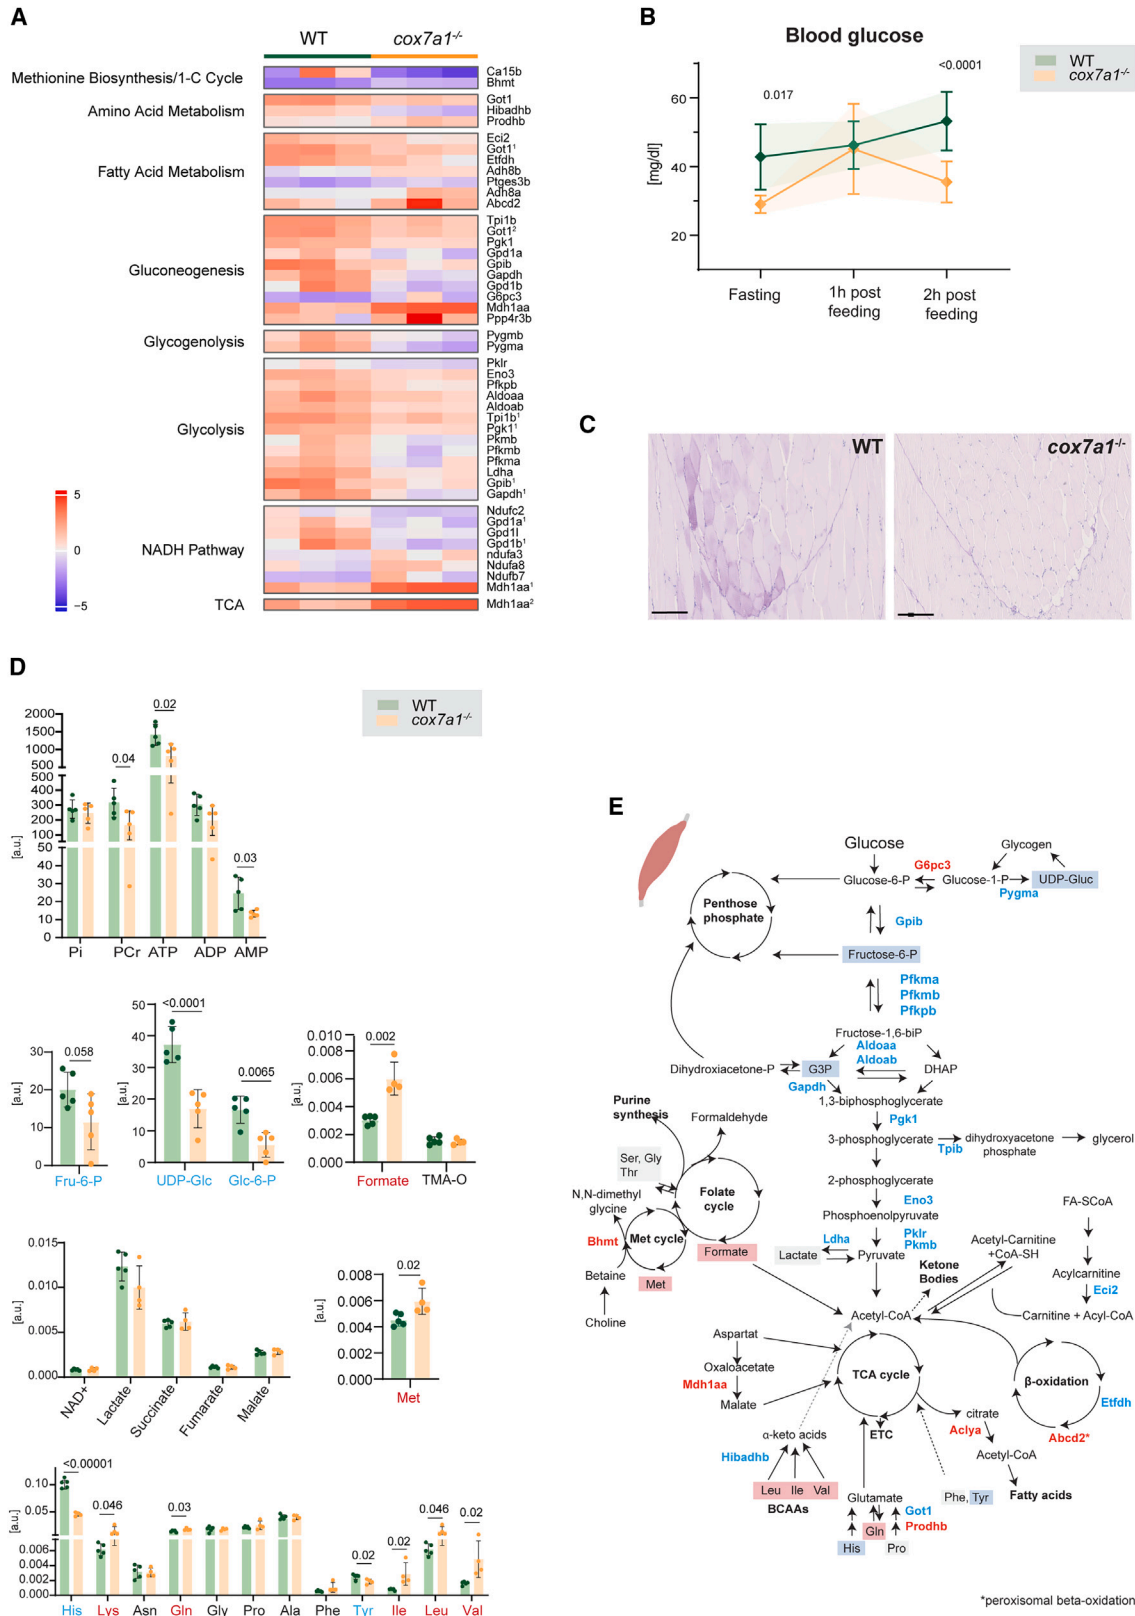 A
WT
cox7a1-/-
Methionine Biosynthesis/1-C Cycle
Ca15b
Bhmt
Amino Acid Metabolism
Got1
Hibadhb
Prodhb
Fatty Acid Metabolism
Eci2
Got1¹
Etfdh
Adh8b
Ptges3b
Adh8a
Abcd2
Gluconeogenesis
Tpi1b
Got1²
Pgk1
Gpd1a
Gpib
Gapdh
Gpd1b
G6pc3
Mdh1aa
Ppp4r3b
Glycogenolysis
Pygmb
Pygma
Glycolysis
Pklr
Eno3
Pfkpb
Aldoaa
Aldoab
Tpi1b¹
Pgk1¹
Pkmb
Pfkmb
Pfkma
Ldha
Gpib¹
Gapdh¹
NADH Pathway
Ndufc2
Gpd1a¹
Gpd1l
Gpd1b¹
ndufa3
Ndufa8
Ndufb7
Mdh1aa¹
TCA
Mdh1aa²
5
0
−5
B
Blood glucose
WT
cox7a1-/-
<0.0001
0.017
[mg/dl]
60
40
20
Fasting
1h post feeding
2h post feeding
C
WT
cox7a1-/-
D
WT
cox7a1-/-
[a.u.]
2000
1500
1000
500
500
400
300
200
100
50
40
30
20
10
0
0.04
0.02
0.03
Pi PCr ATP ADP AMP
[a.u.]
30
20
10
0
0.058
Fru-6-P
[a.u.]
50
40
30
20
10
0
<0.0001
0.0065
UDP-Glc Glc-6-P
[a.u.]
0.010
0.008
0.006
0.004
0.002
0.000
0.002
Formate TMA-O
[a.u.]
0.015
0.010
0.005
0.000
NAD+ Lactate Succinate Fumarate Malate
[a.u.]
0.008
0.006
0.004
0.002
0.000
0.02
Met
[a.u.]
0.10
0.05
0.006
0.004
0.002
0.000
<0.00001
0.046
0.03
0.02
0.02
0.046
0.02
His Lys Asn Gln Gly Pro Ala Phe Tyr Ile Leu Val
E
Glucose
Glycogen
G6pc3
Glucose-6-P
Glucose-1-P
UDP-Gluc
Pygma
Penthose phosphate
Gpib
Fructose-6-P
Pfkma
Pfkmb
Pfkpb
Fructose-1,6-biP
Aldoaa
Aldoab
Dihydroxiacetone-P
G3P
DHAP
Gapdh
1,3-biphosphoglycerate
Pgk1
3-phosphoglycerate
Tpib
dihydroxyacetone phosphate
glycerol
2-phosphoglycerate
Eno3
Phosphoenolpyruvate
Pklr
Pkmb
Ldha
Lactate
Pyruvate
Purine synthesis
Formaldehyde
Ser, Gly
Thr
N,N-dimethyl glycine
Folate cycle
Met cycle
Bhmt
Formate
Met
Betaine
Choline
FA-SCoA
Acetyl-Carnitine +CoA-SH
Ketone Bodies
Acylcarnitine
Eci2
Acetyl-CoA
Carnitine + Acyl-CoA
Aspartat
Oxaloacetate
Mdh1aa
Malate
TCA cycle
ETC
β-oxidation
Etfdh
Abcd2*
citrate
Aclya
Acetyl-CoA
Fatty acids
α-keto acids
Hibadhb
Leu Ile Val
BCAAs
Glutamate
Got1
Prodhb
Gln
His
Pro
Phe, Tyr
*peroxisomal beta-oxidation